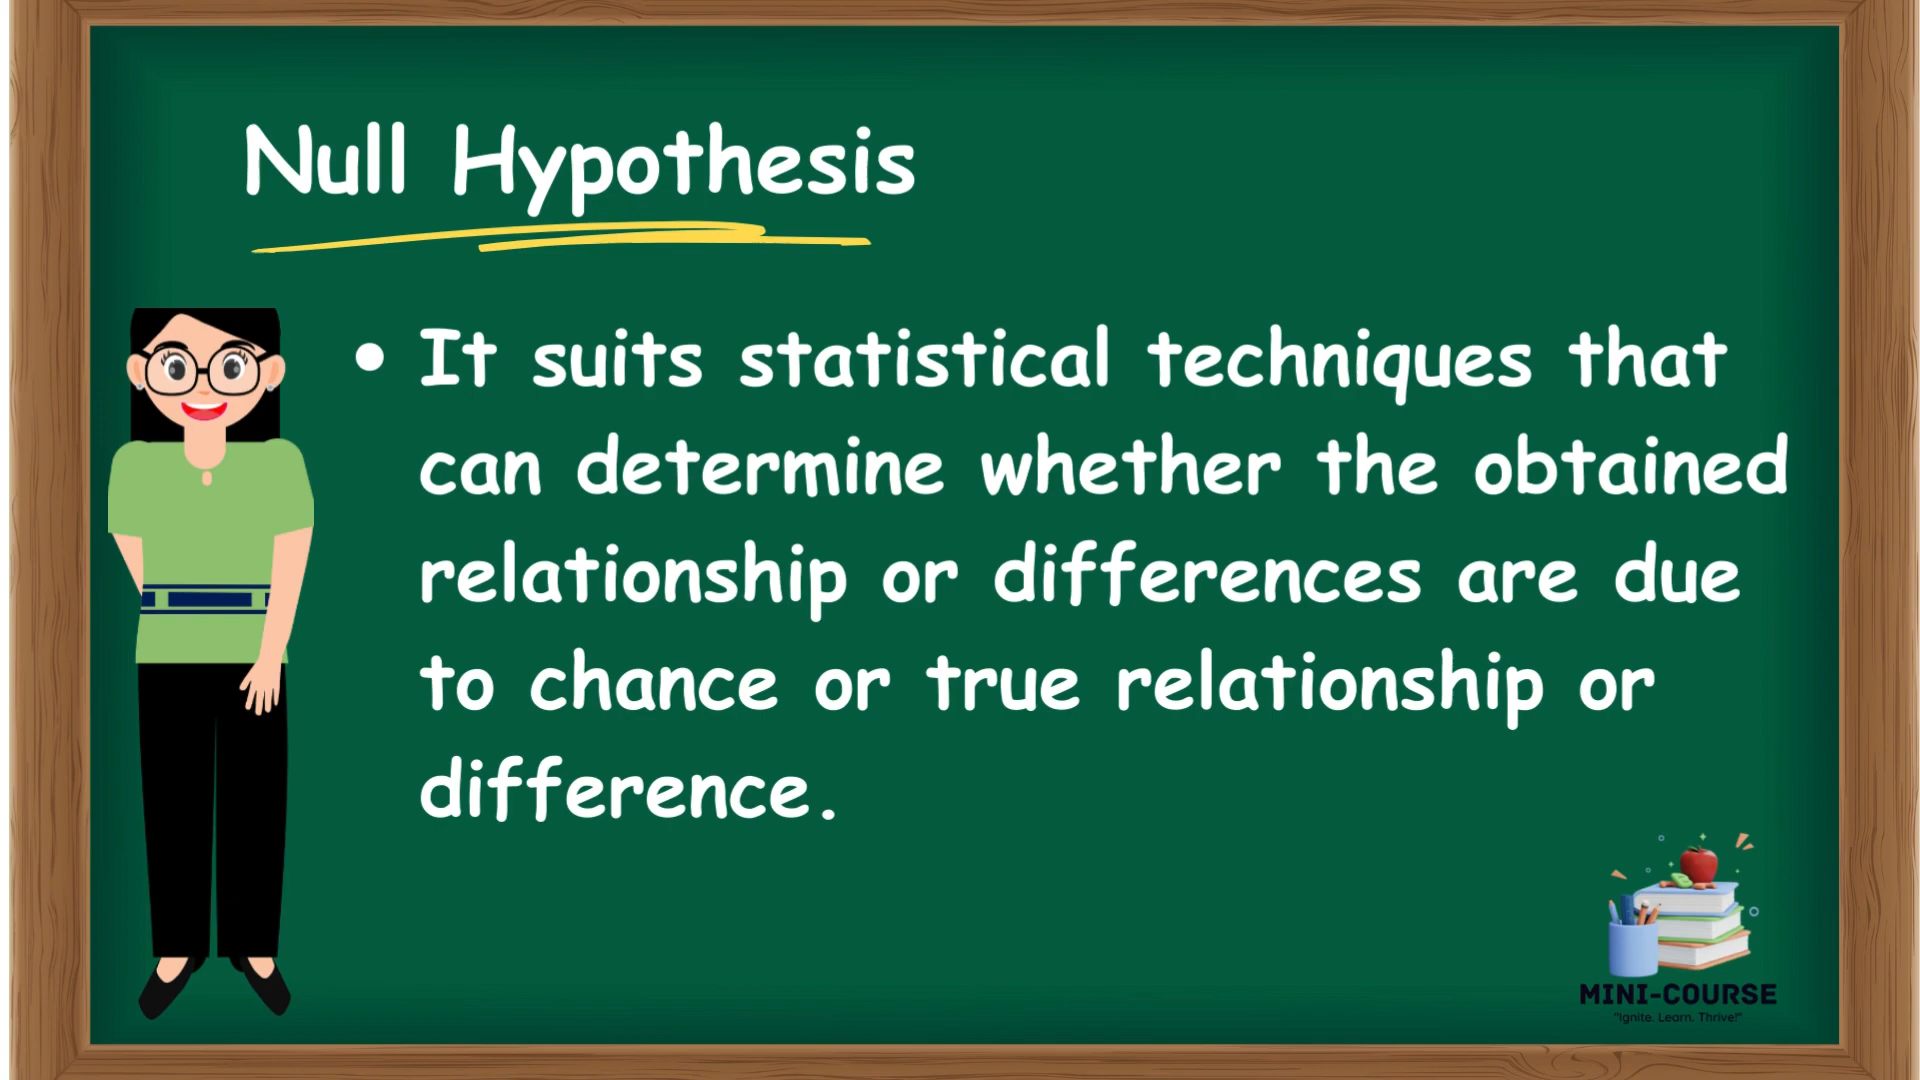 Null Hypothesis
• It suits statistical techniques that
can determine whether the obtained
relationship or differences are due
to chance or true relationship or
difference.
MINI-COURSE
"Ignite. Learn. Thrive!"